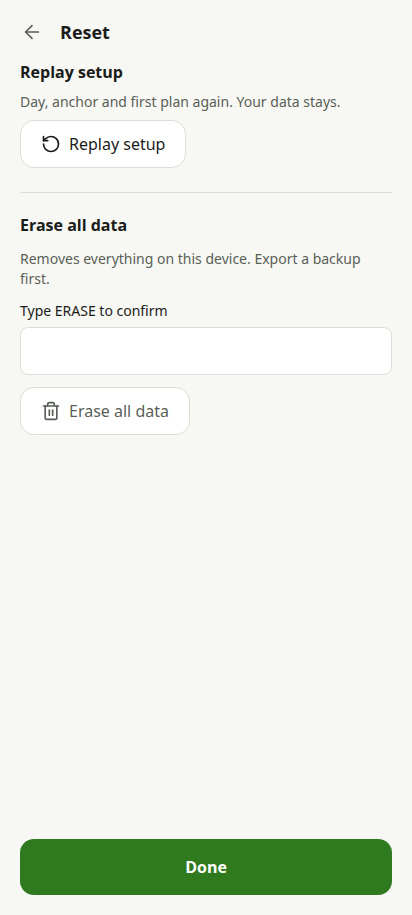 Reset
Replay setup
Day, anchor and first plan again. Your data stays.
Replay setup
Erase all data
Removes everything on this device. Export a backup
first.
Type ERASE to confirm
Erase all data
Done